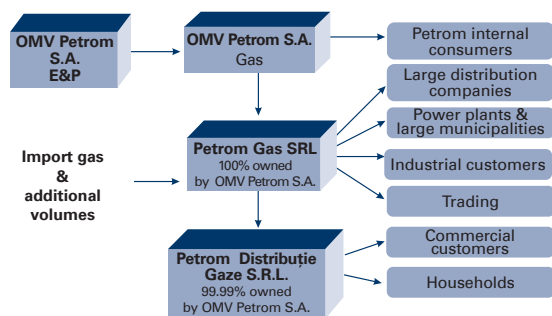 OMV Petrom
S.A.
E&P
OMV Petrom S.A.
Gas
Petrom internal
consumers
Large distribution
companies
Power plants &
large municipalities
Petrom Gas SRL
100% owned
by OMV Petrom S.A.
Industrial customers
Import gas
&
additional
volumes
Trading
Petrom Distribuție
Gaze S.R.L.
99.99% owned
by OMV Petrom S.A.
Commercial
customers
Households